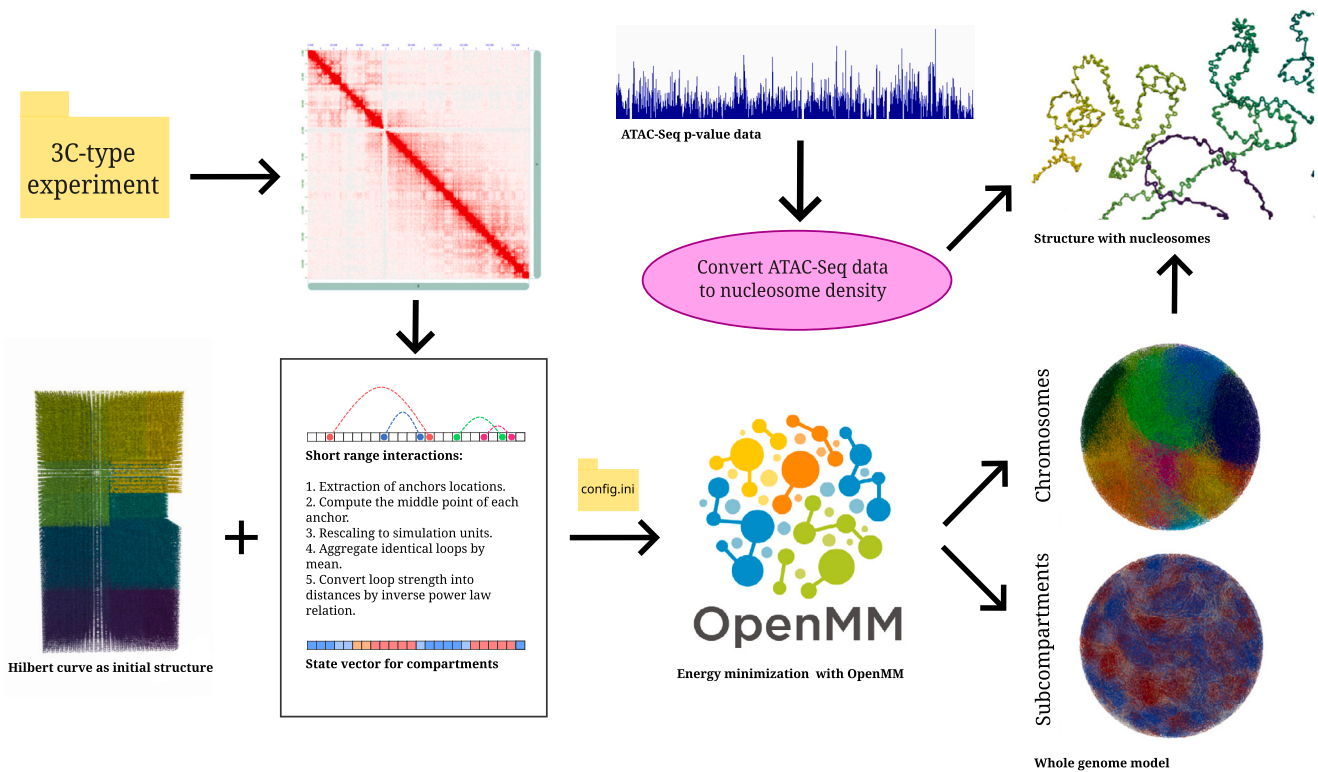 3C-type
experiment
ATAC-Seq p-value data
Convert ATAC-Seq data
to nucleosome density
Structure with nucleosomes
Hilbert curve as initial structure
Short range interactions:
1. Extraction of anchors locations.
2. Compute the middle point of each
anchor.
3. Rescaling to simulation units.
4. Aggregate identical loops by
mean.
5. Convert loop strength into
distances by inverse power law
relation.
State vector for compartments
config.ini
OpenMM
Energy minimization with OpenMM
Chromosomes
Subcompartments
Whole genome model